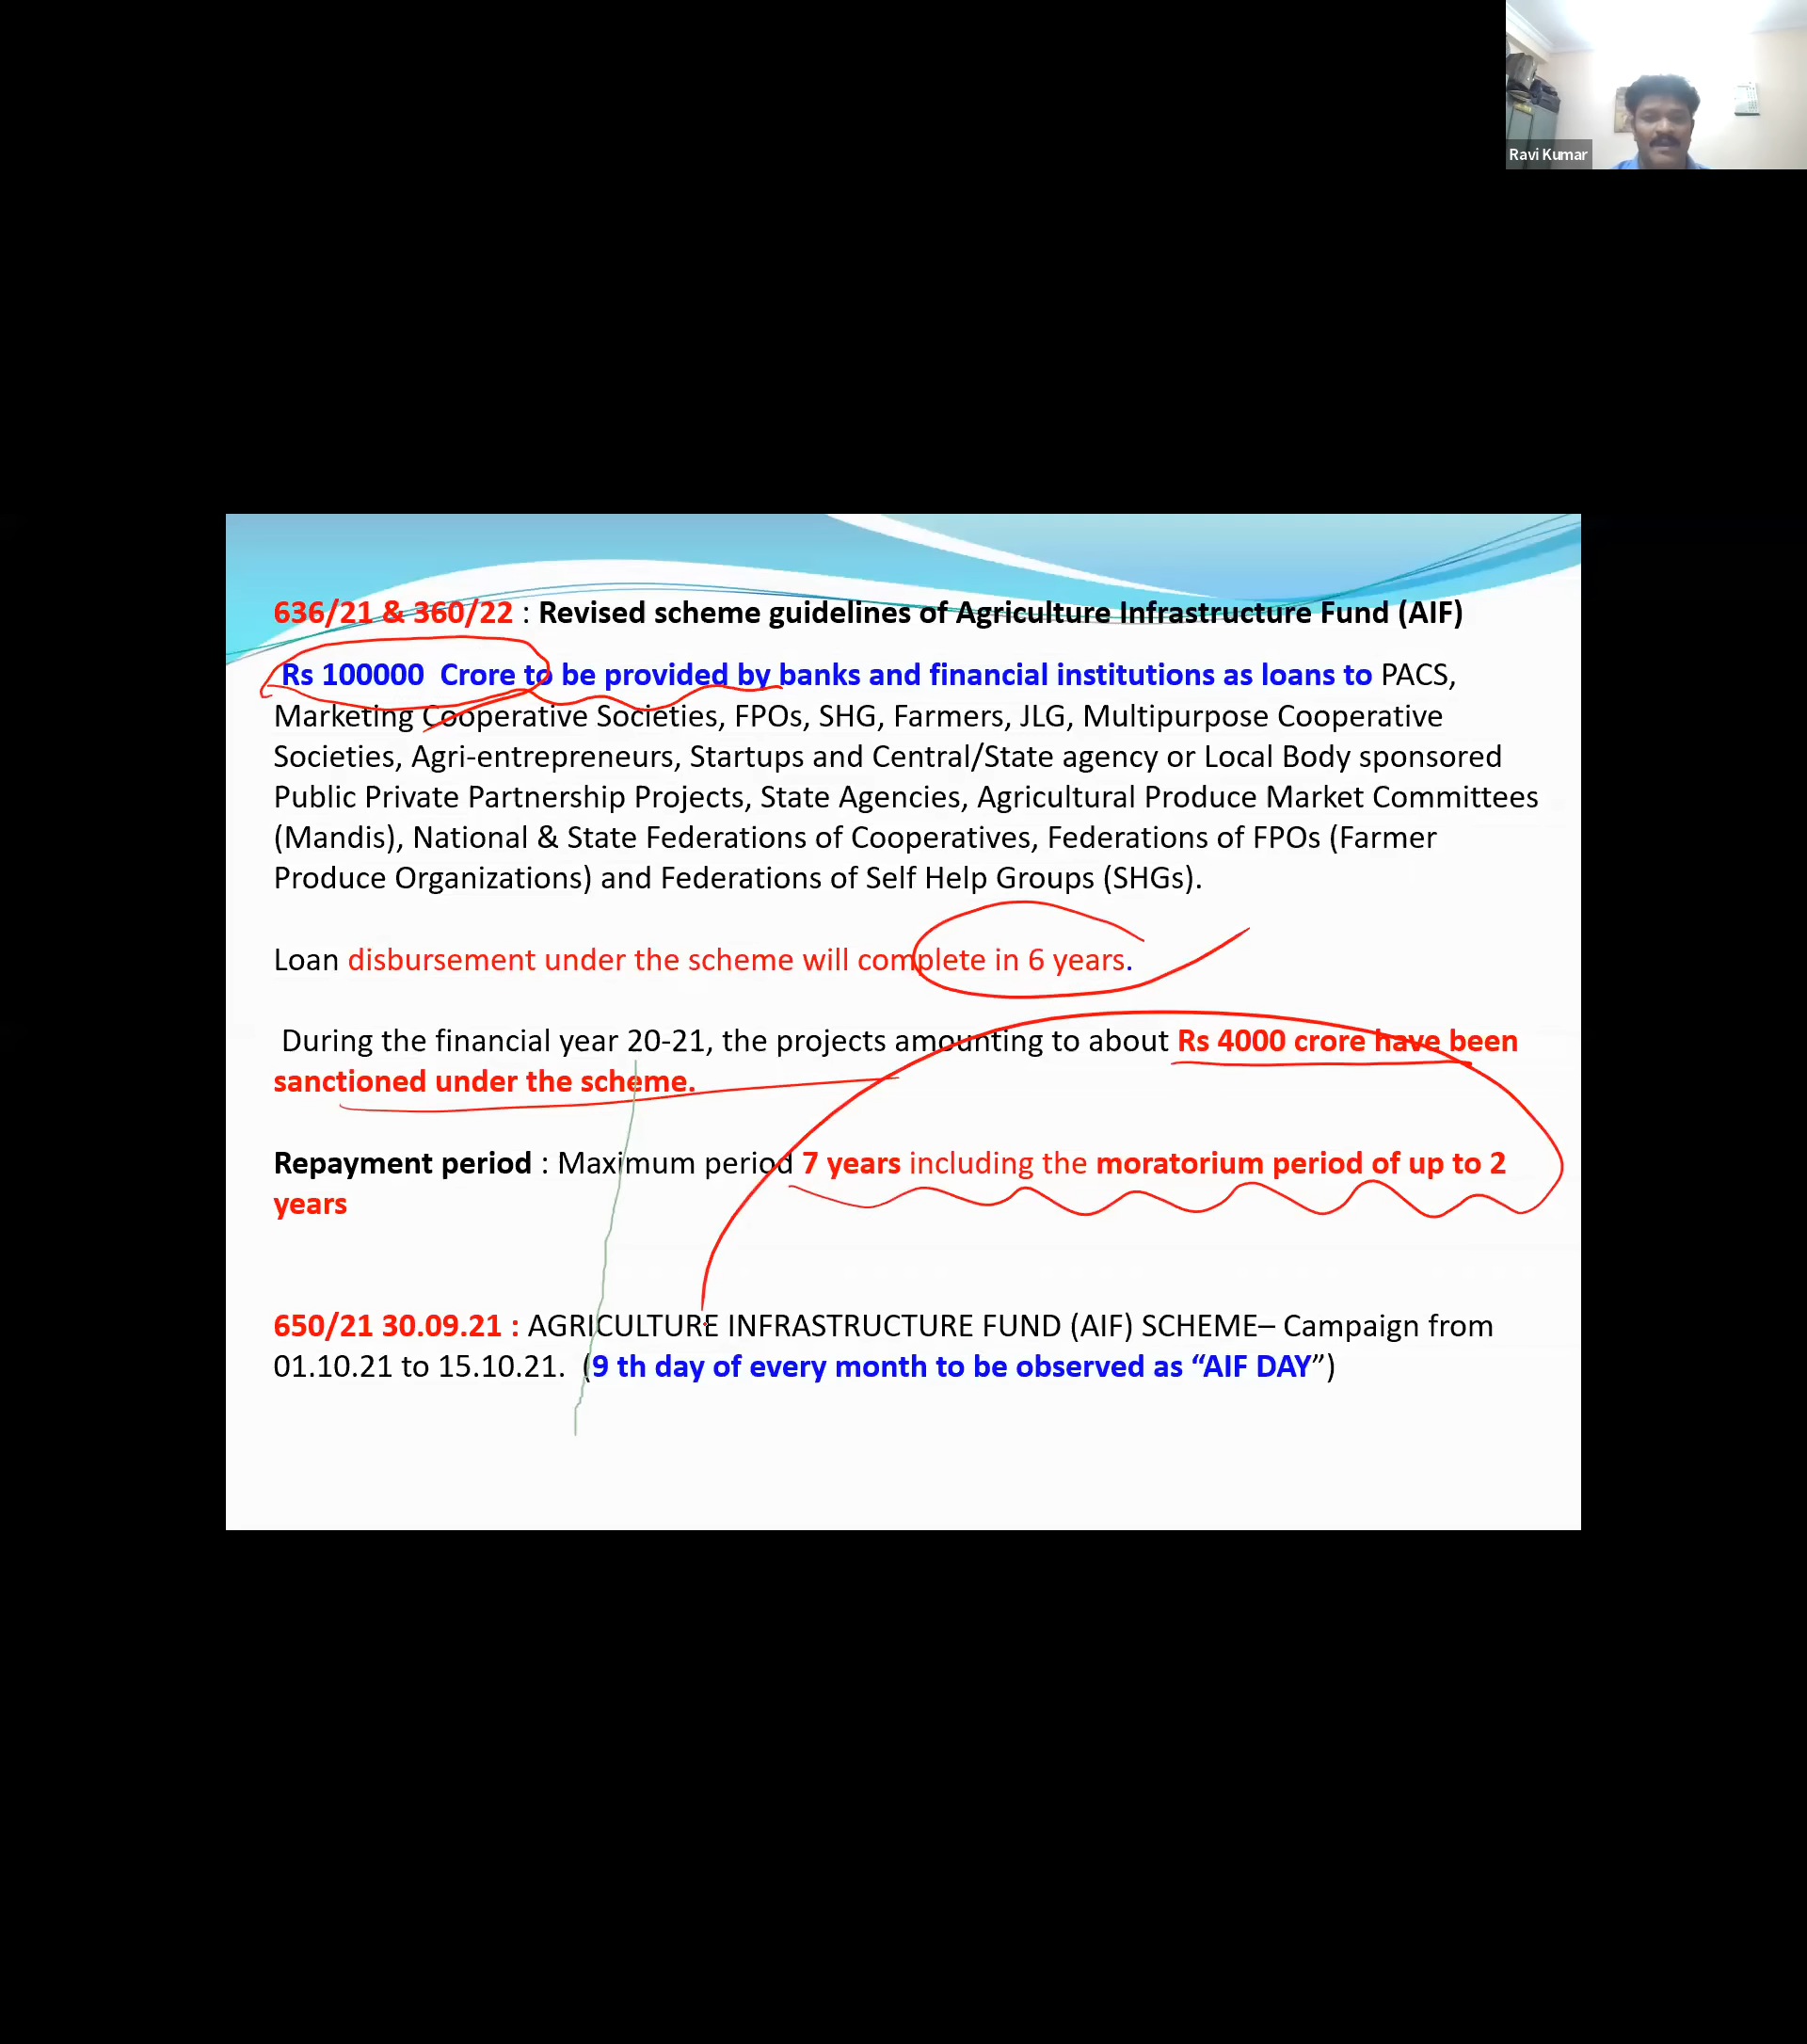 Ravi Kumar
636/21 & 360/22 : Revised scheme guidelines of Agriculture Infrastructure Fund (AIF)
Rs 100000 Crore to be provided by banks and financial institutions as loans to PACS,
Marketing Cooperative Societies, FPOs, SHG, Farmers, JLG, Multipurpose Cooperative
Societies, Agri-entrepreneurs, Startups and Central/State agency or Local Body sponsored
Public Private Partnership Projects, State Agencies, Agricultural Produce Market Committees
(Mandis), National & State Federations of Cooperatives, Federations of FPOs (Farmer
Produce Organizations) and Federations of Self Help Groups (SHGs).
Loan disbursement under the scheme will complete in 6 years.
During the financial year 20-21, the projects amounting to about Rs 4000 crore have been
sanctioned under the scheme.
Repayment period : Maximum period 7 years including the moratorium period of up to 2
years
650/21 30.09.21 : AGRICULTURE INFRASTRUCTURE FUND (AIF) SCHEME– Campaign from
01.10.21 to 15.10.21. (9 th day of every month to be observed as “AIF DAY”)